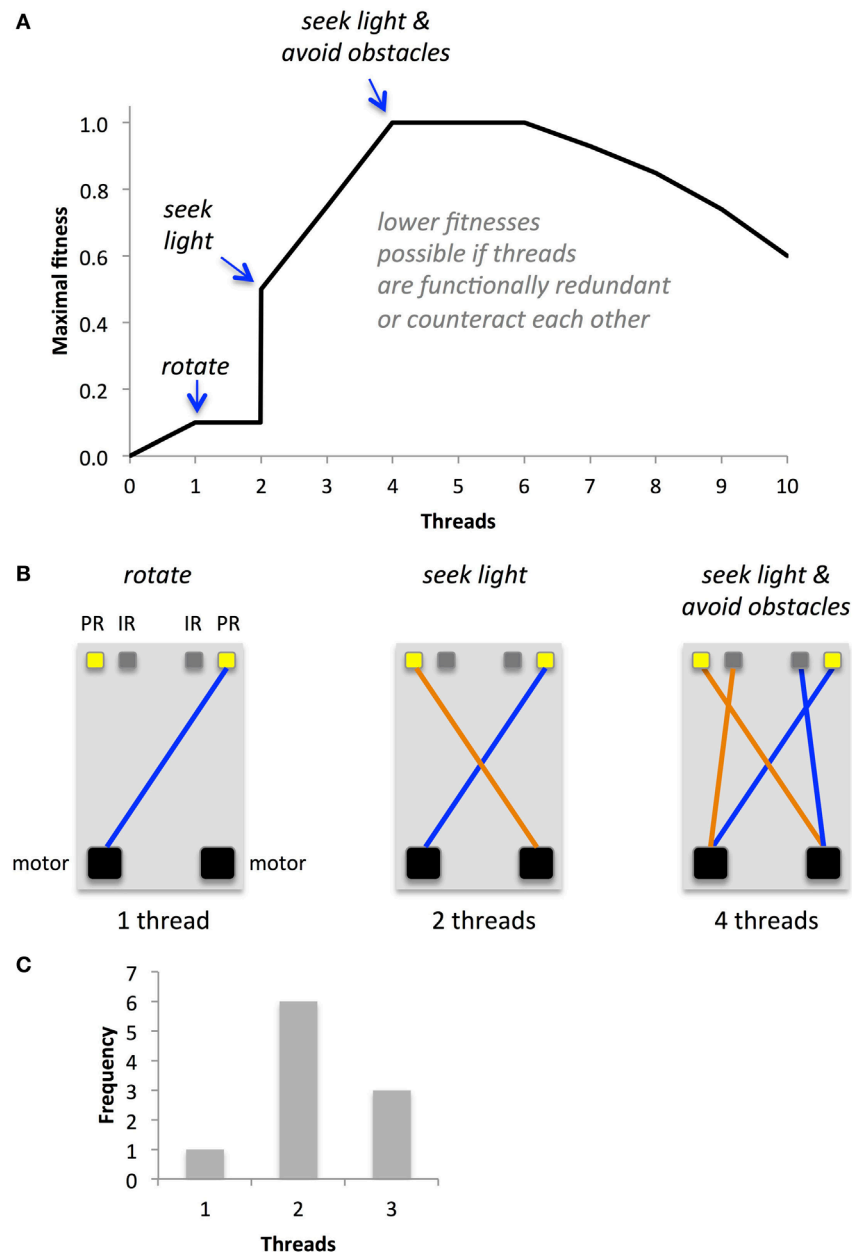 A
seek light &
avoid obstacles
1.0
0.8
0.6
0.4
0.2
0.0
Maximal fitness
seek
light
rotate
lower fitnesses
possible if threads
are functionally redundant
or counteract each other
0 1 2 3 4 5 6 7 8 9 10
Threads
B
rotate
seek light
seek light &
avoid obstacles
PR IR IR PR
motor
motor
1 thread
2 threads
4 threads
C
7
6
5
4
3
2
1
0
Frequency
1 2 3
Threads